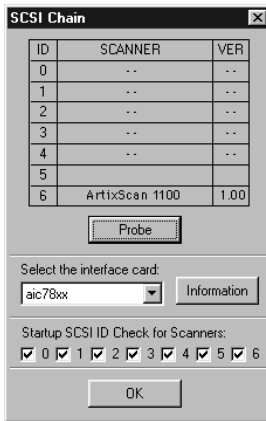 SCSI Chain
ID SCANNER VER
0 -- --
1 -- --
2 -- --
3 -- --
4 -- --
5
6 ArtixScan 1100 1.00
Probe
Select the interface card:
aic78xx Information
Startup SCSI ID Check for Scanners:
0 1 2 3 4 5 6
OK